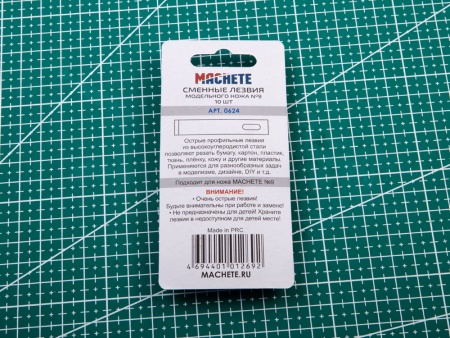 MACHETE
СМЕННЫЕ ЛЕЗВИЯ
МОДЕЛЬНОГО НОЖА №8
10 ШТ
АРТ. 0624
Острые профильные лезвия
из высокоуглеродистой стали
позволяют резать бумагу, картон, пластик,
ткань, плёнку, кожу и другие материалы.
Применяются для разнообразных задач
в моделизме, дизайне, DIY и т.д.
Подходит для ножа MACHETE №6
ВНИМАНИЕ!
• Очень острые лезвия!
Будьте внимательны при работе и замене!
• Не предназначены для детей! Храните
лезвия в недоступном для детей месте!
Made in PRC
4 694401 012692
MACHETE.RU